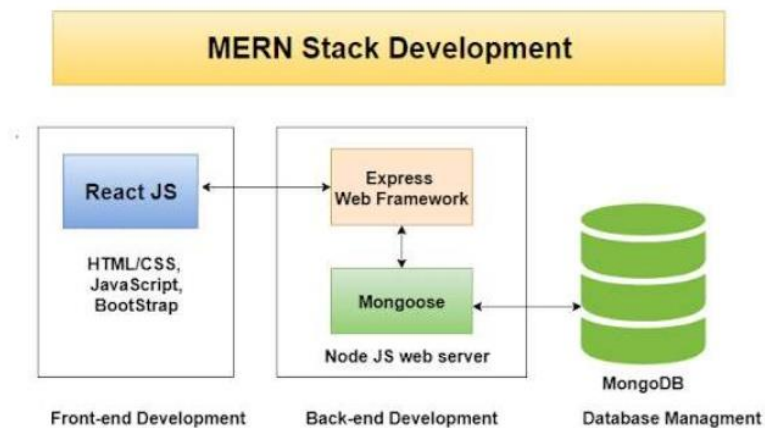 MERN Stack Development
React JS
HTML/CSS,
JavaScript,
BootStrap
Express
Web Framework
Mongoose
Node JS web server
MongoDB
Front-end Development
Back-end Development
Database Managment